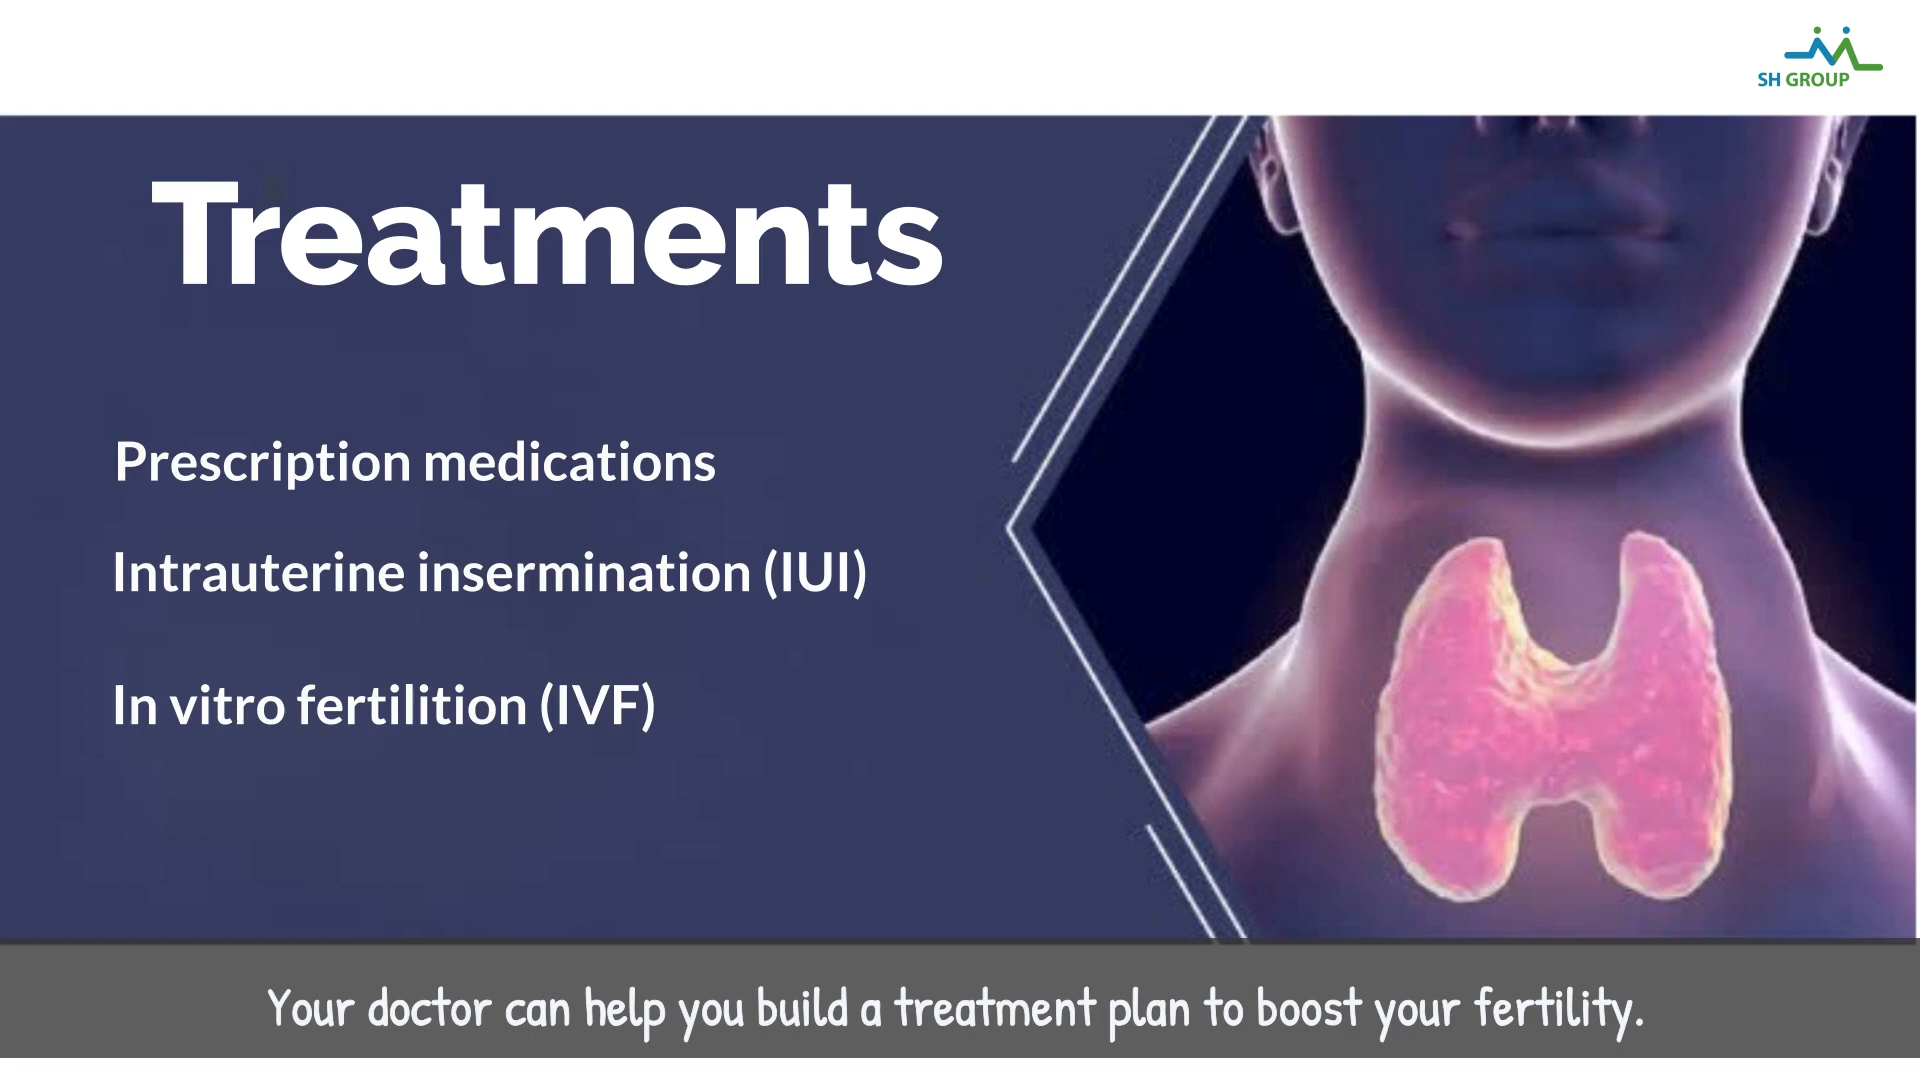 SH GROUP
Treatments
Prescription medications
Intrauterine insermination (IUI)
In vitro fertilition (IVF)
Your doctor can help you build a treatment plan to boost your fertility.